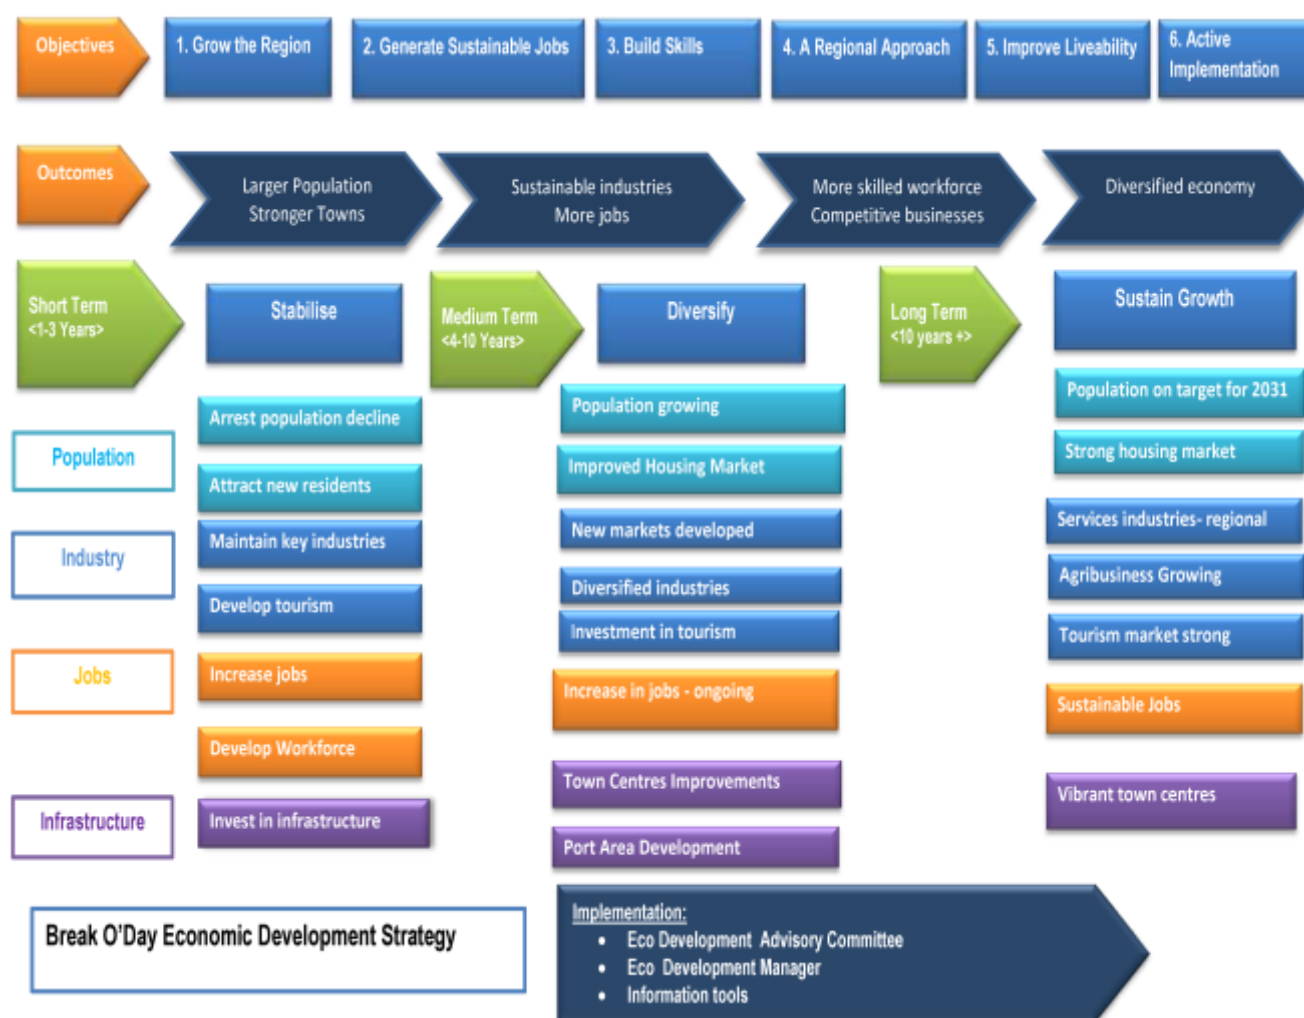 Objectives
1. Grow the Region
2. Generate Sustainable Jobs
3. Build Skills
4. A Regional Approach
5. Improve Liveability
6. Active
Implementation
Outcomes
Larger Population
Stronger Towns
Sustainable industries
More jobs
More skilled workforce
Competitive businesses
Diversified economy
Short Term
<1-3 Years>
Stabilise
Medium Term
<4-10 Years>
Diversify
Long Term
<10 years +>
Sustain Growth
Population
Arrest population decline
Attract new residents
Population growing
Improved Housing Market
Population on target for 2031
Strong housing market
Industry
Maintain key industries
Develop tourism
New markets developed
Diversified industries
Investment in tourism
Services industries- regional
Agribusiness Growing
Tourism market strong
Jobs
Increase jobs
Develop Workforce
Increase in jobs - ongoing
Sustainable Jobs
Infrastructure
Invest in infrastructure
Town Centres Improvements
Port Area Development
Vibrant town centres
Break O'Day Economic Development Strategy
Implementation:
• Eco Development Advisory Committee
• Eco Development Manager
• Information tools